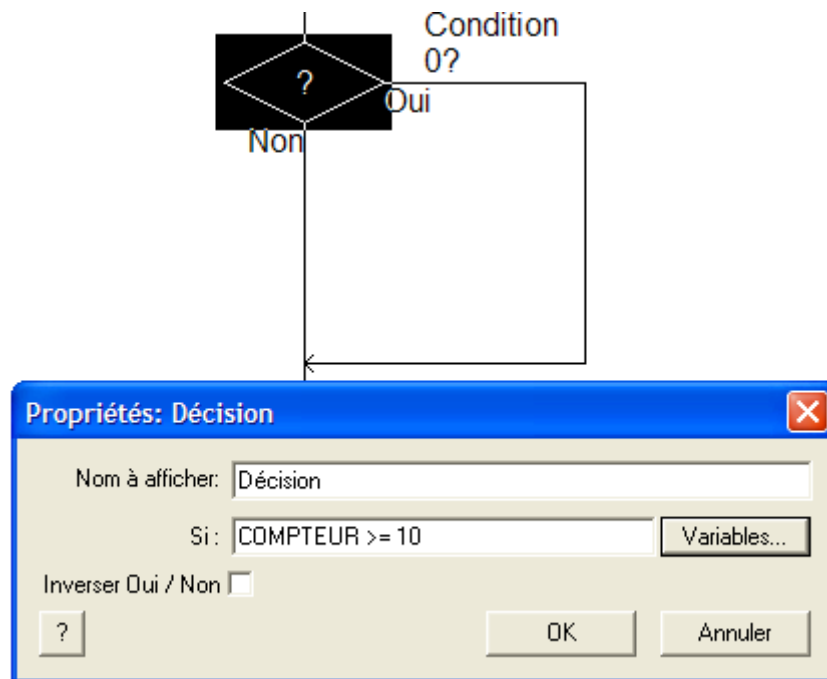 Condition
0?
?
Oui
Non
Propriétés: Décision
Nom à afficher: Décision
Si : COMPTEUR >= 10 Variables...
Inverser Oui / Non
? OK Annuler